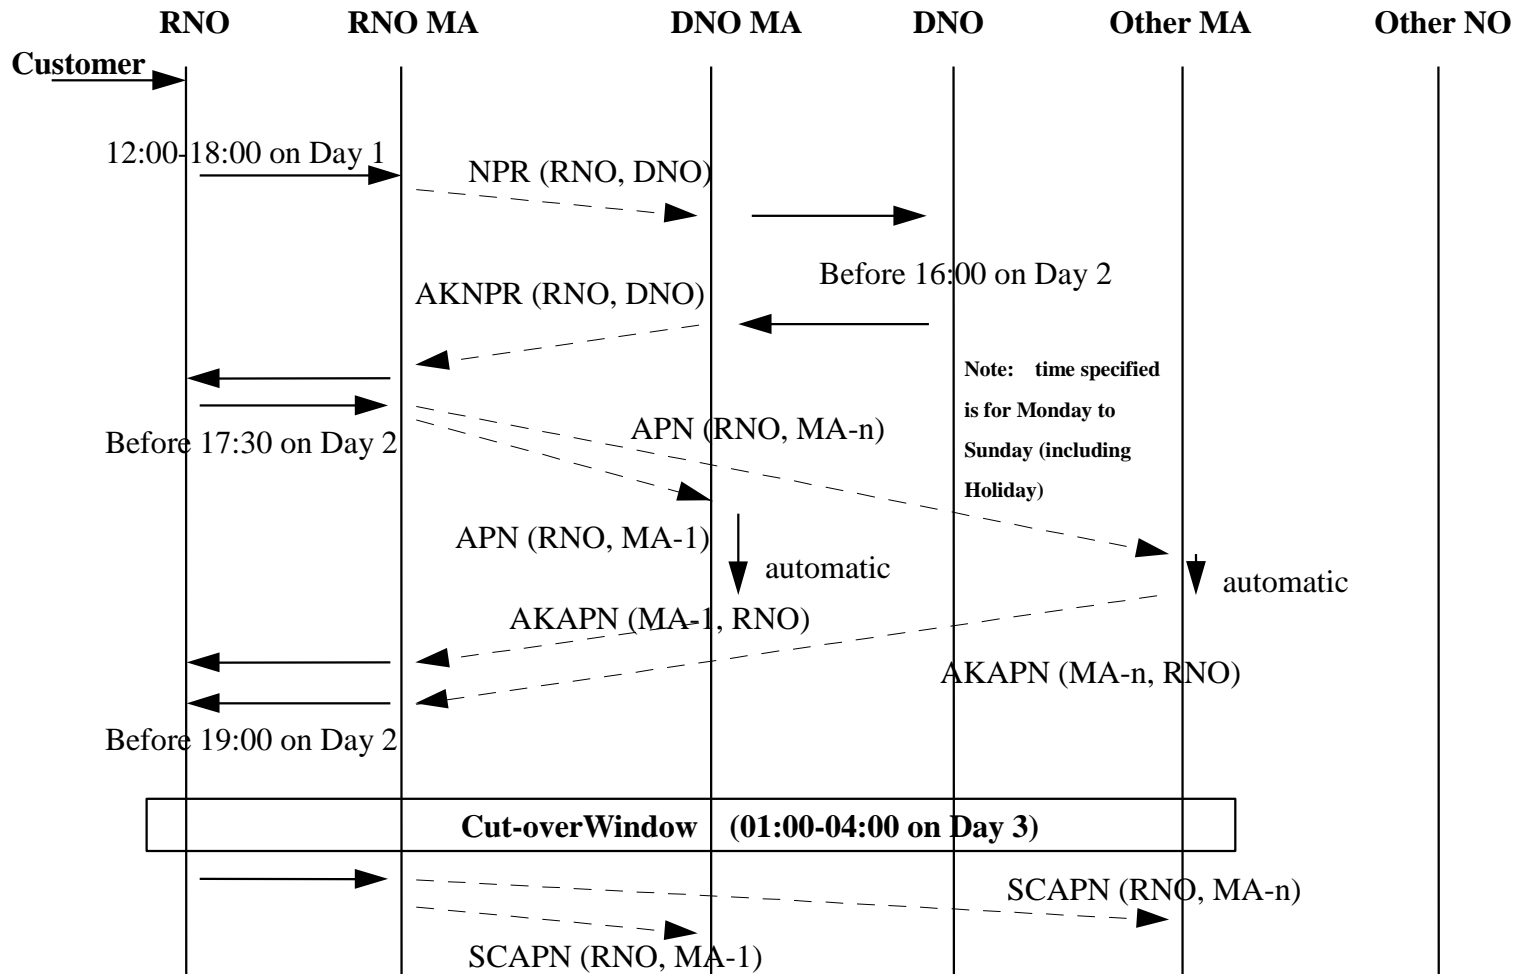 RNO RNO MA DNO MA DNO Other MA Other NO
Customer
12:00-18:00 on Day 1
NPR (RNO, DNO)
Before 16:00 on Day 2
AKNPR (RNO, DNO)
Note: time specified
is for Monday to
Sunday (including
Holiday)
APN (RNO, MA-n)
Before 17:30 on Day 2
APN (RNO, MA-1)
automatic
automatic
AKAPN (MA-1, RNO)
AKAPN (MA-n, RNO)
Before 19:00 on Day 2
Cut-overWindow (01:00-04:00 on Day 3)
SCAPN (RNO, MA-n)
SCAPN (RNO, MA-1)